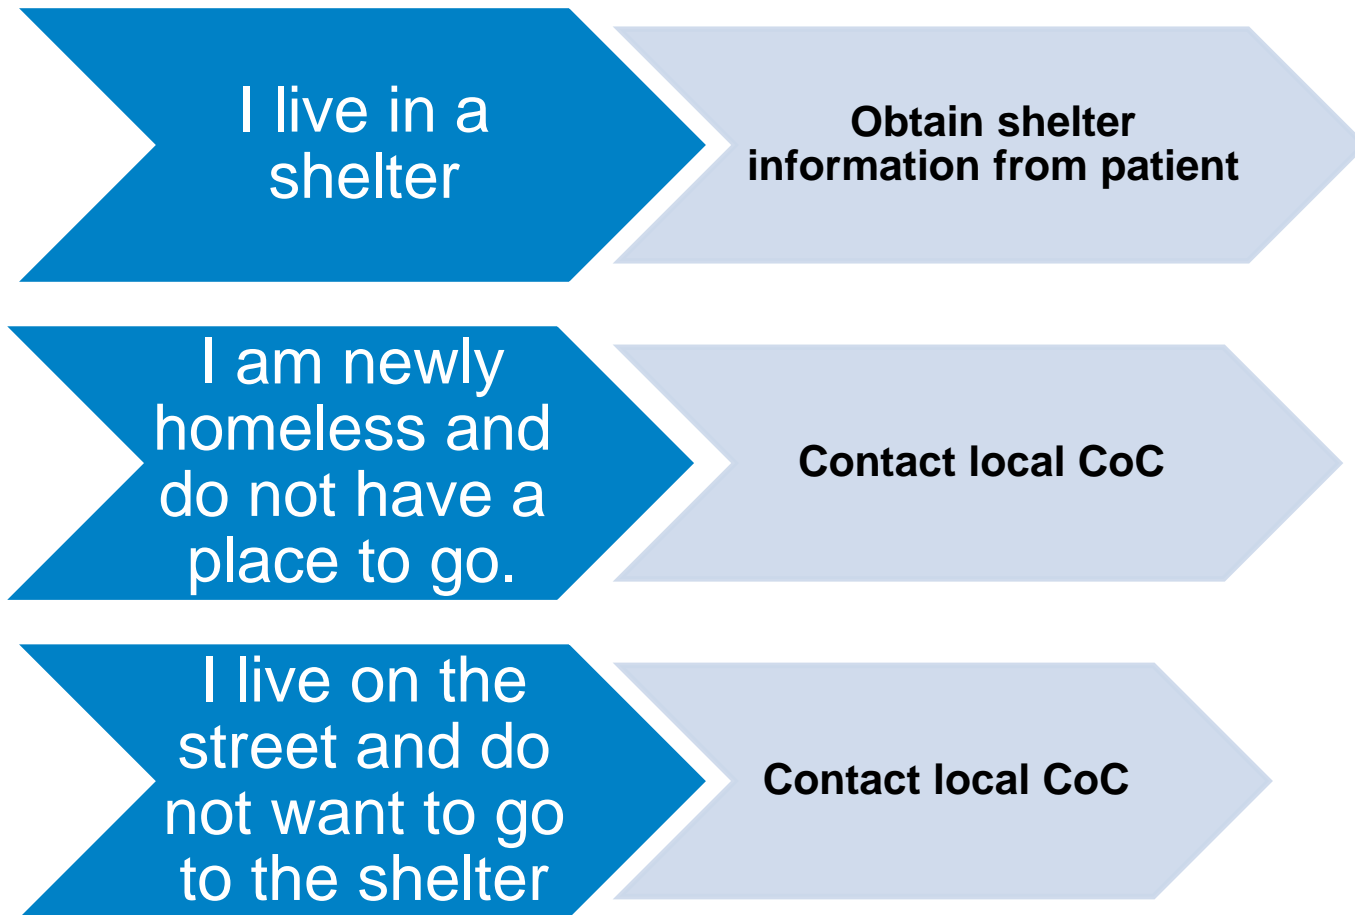 I live in a
shelter
Obtain shelter
information from patient
I am newly
homeless and
do not have a
place to go.
Contact local CoC
I live on the
street and do
not want to go
to the shelter
Contact local CoC